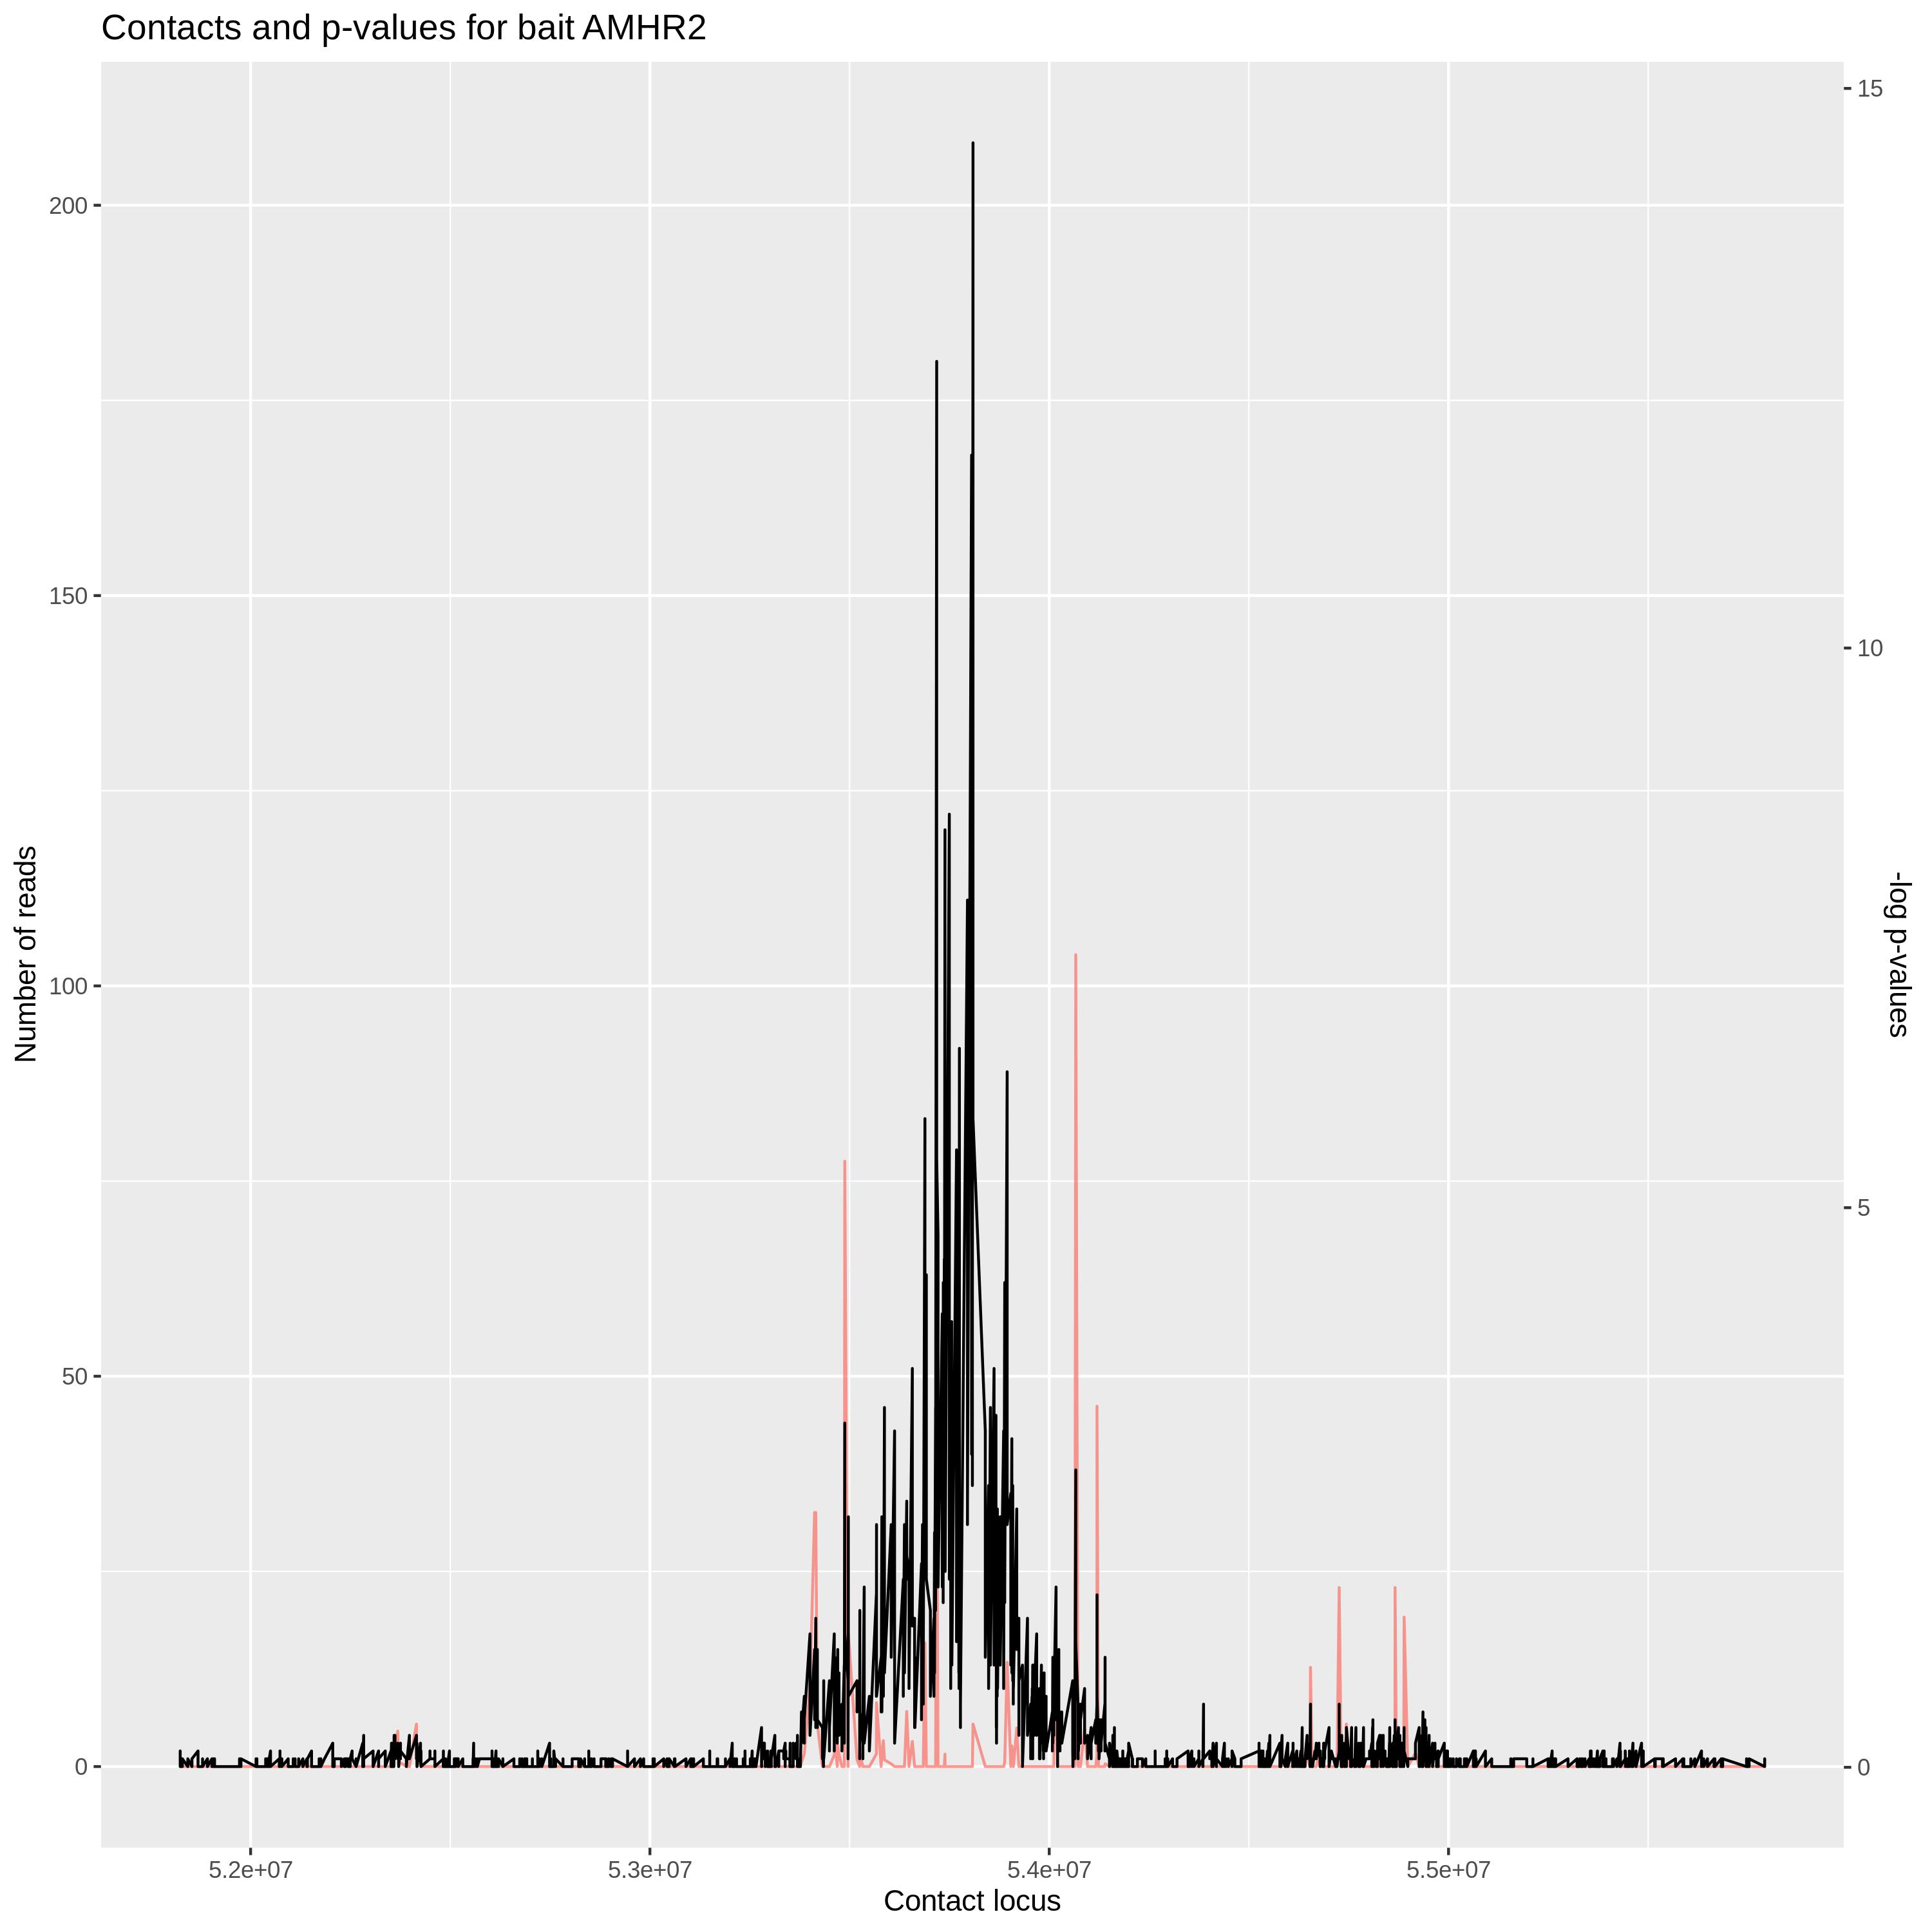 Contacts and p-values for bait AMHR2
200
150
100
50
0
Number of reads
15
10
5
0
-log p-values
5.2e+07
5.3e+07
5.4e+07
5.5e+07
Contact locus